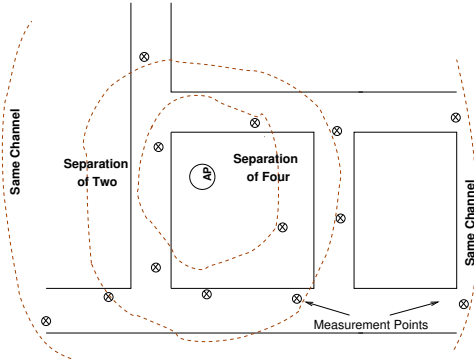 Same Channel
Separation
of Two
AP
Separation
of Four
Same Channel
Measurement Points